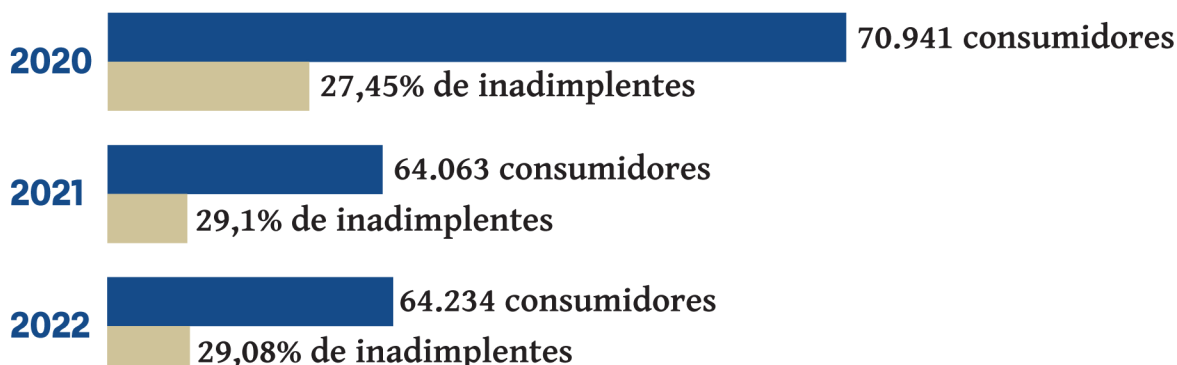 2020
70.941 consumidores
27,45% de inadimplentes
2021
64.063 consumidores
29,1% de inadimplentes
2022
64.234 consumidores
29,08% de inadimplentes